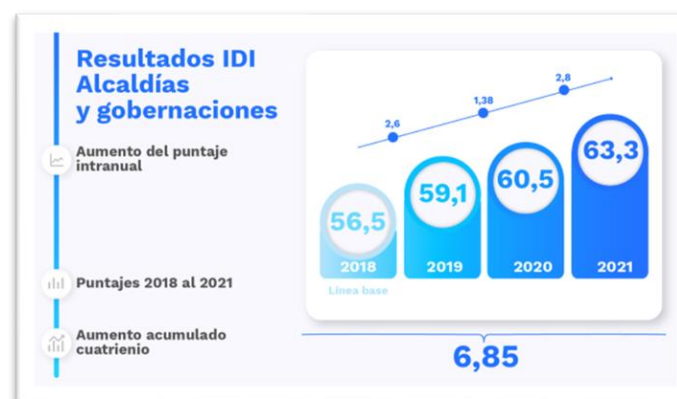 Resultados IDI
Alcaldías
y gobernaciones
Aumento del puntaje
intranual
Puntajes 2018 al 2021
Aumento acumulado
cuatrienio
2,6
1,38
2,8
56,5
59,1
60,5
63,3
2018
2019
2020
2021
Línea base
6,85